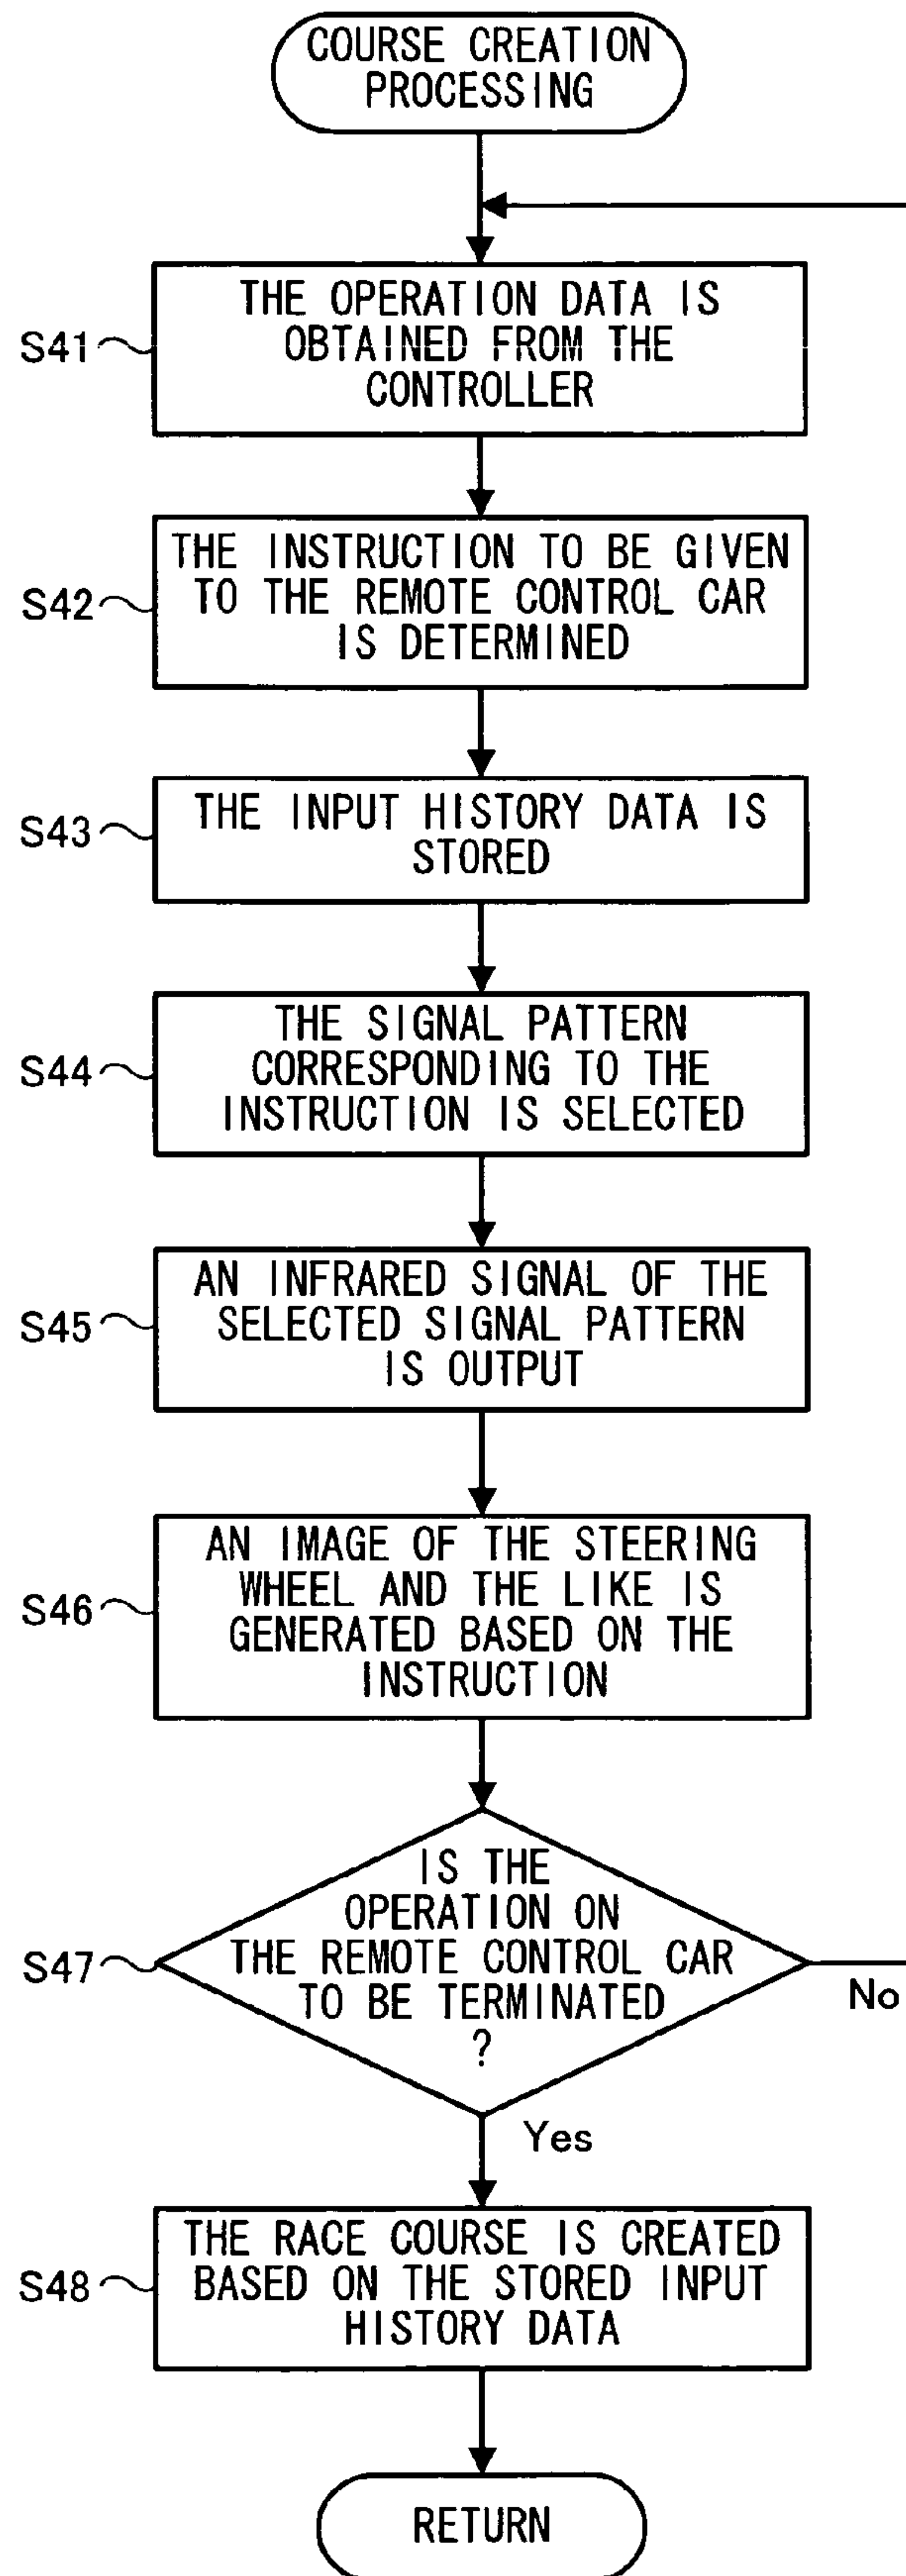 COURSE CREATION
PROCESSING
S41
THE OPERATION DATA IS
OBTAINED FROM THE
CONTROLLER
S42
THE INSTRUCTION TO BE GIVEN
TO THE REMOTE CONTROL CAR
IS DETERMINED
S43
THE INPUT HISTORY DATA IS
STORED
S44
THE SIGNAL PATTERN
CORRESPONDING TO THE
INSTRUCTION IS SELECTED
S45
AN INFRARED SIGNAL OF THE
SELECTED SIGNAL PATTERN
IS OUTPUT
S46
AN IMAGE OF THE STEERING
WHEEL AND THE LIKE IS
GENERATED BASED ON THE
INSTRUCTION
S47
IS THE
OPERATION ON
THE REMOTE CONTROL CAR
TO BE TERMINATED
?
No
Yes
S48
THE RACE COURSE IS CREATED
BASED ON THE STORED INPUT
HISTORY DATA
RETURN